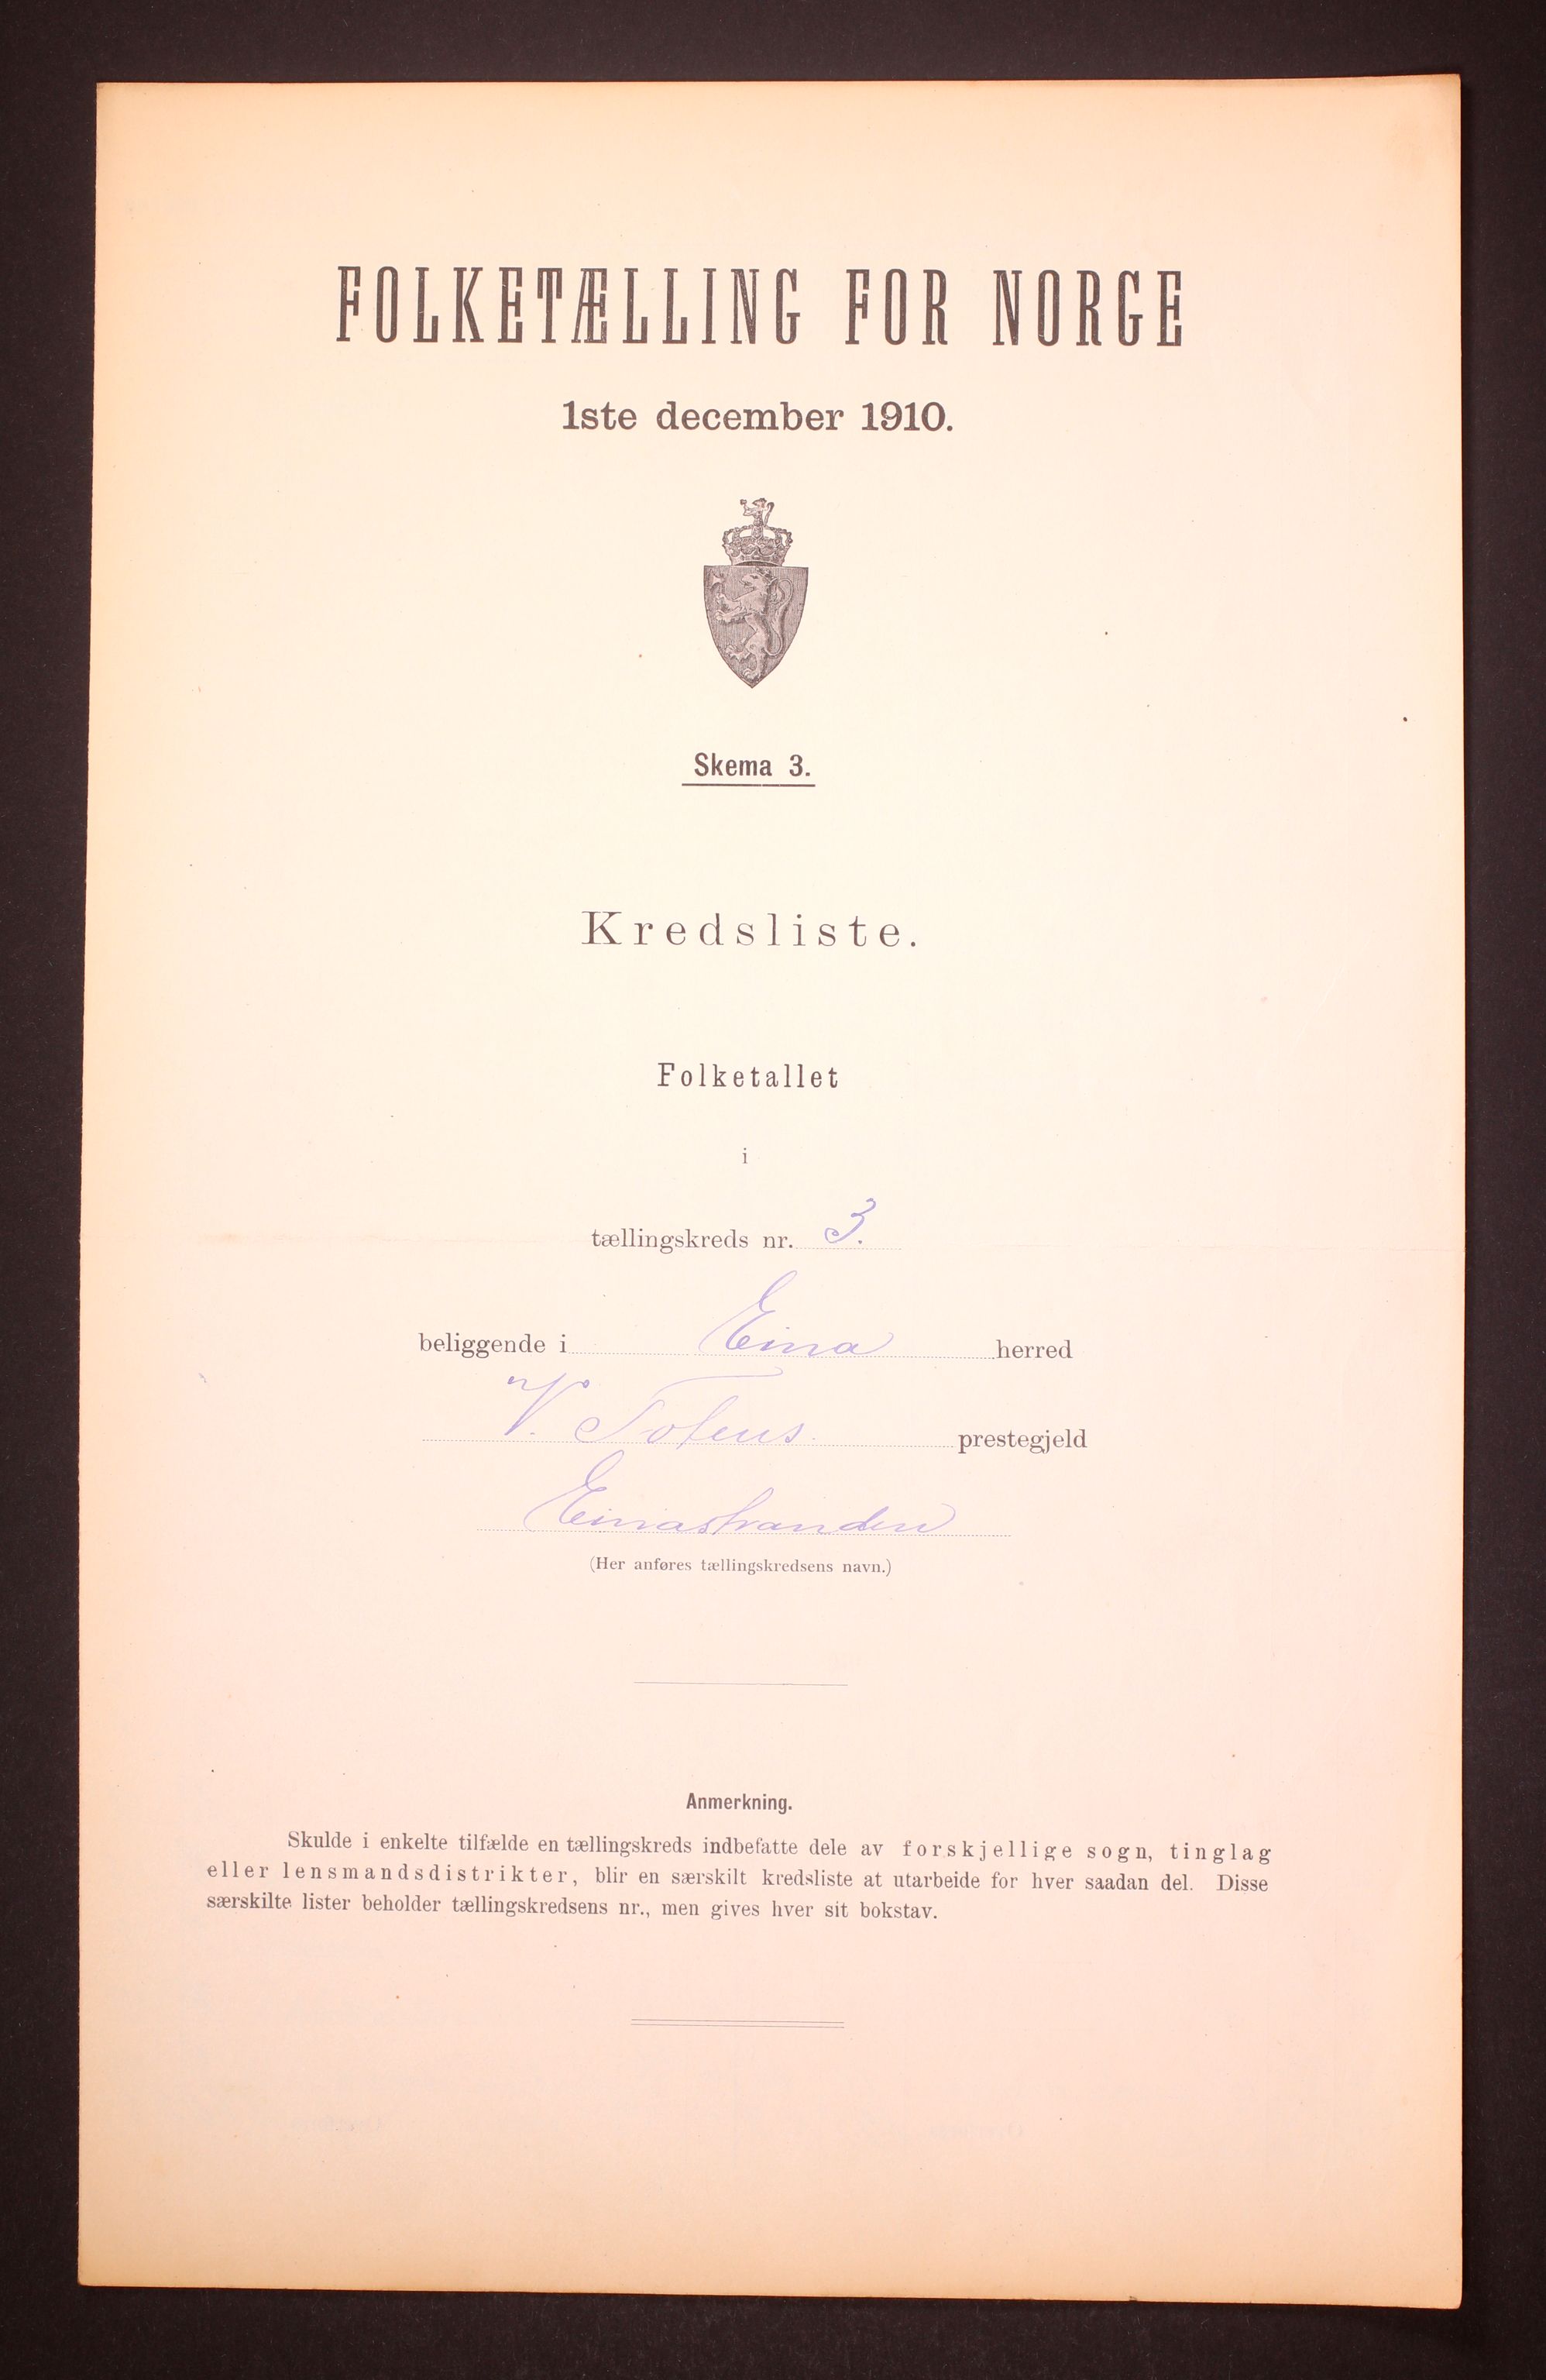 FOLKETÆLLING FOR NORGE
1ste december 1910.
Skema 3.
Kredsliste.
Folketallet
i
tællingskreds nr. 3.
beliggende i Eina herred
V. Totens prestegjeld
Einastranden
(Her anføres tællingskredsens navn.)
Anmerkning.
Skulde i enkelte tilfælde en tællingskreds indbefatte dele av forskjellige sogn, tinglag
eller lensmandsdistrikter, blir en særskilt kredsliste at utarbeide for hver saadan del. Disse
særskilte lister beholder tællingskredsens nr., men gives hver sit bokstav.